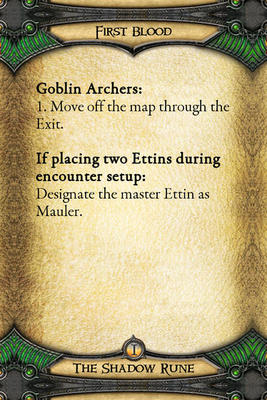 First Blood
Goblin Archers:
1. Move off the map through the
Exit.
If placing two Ettins during
encounter setup:
Designate the master Ettin as
Mauler.
1
The Shadow Rune